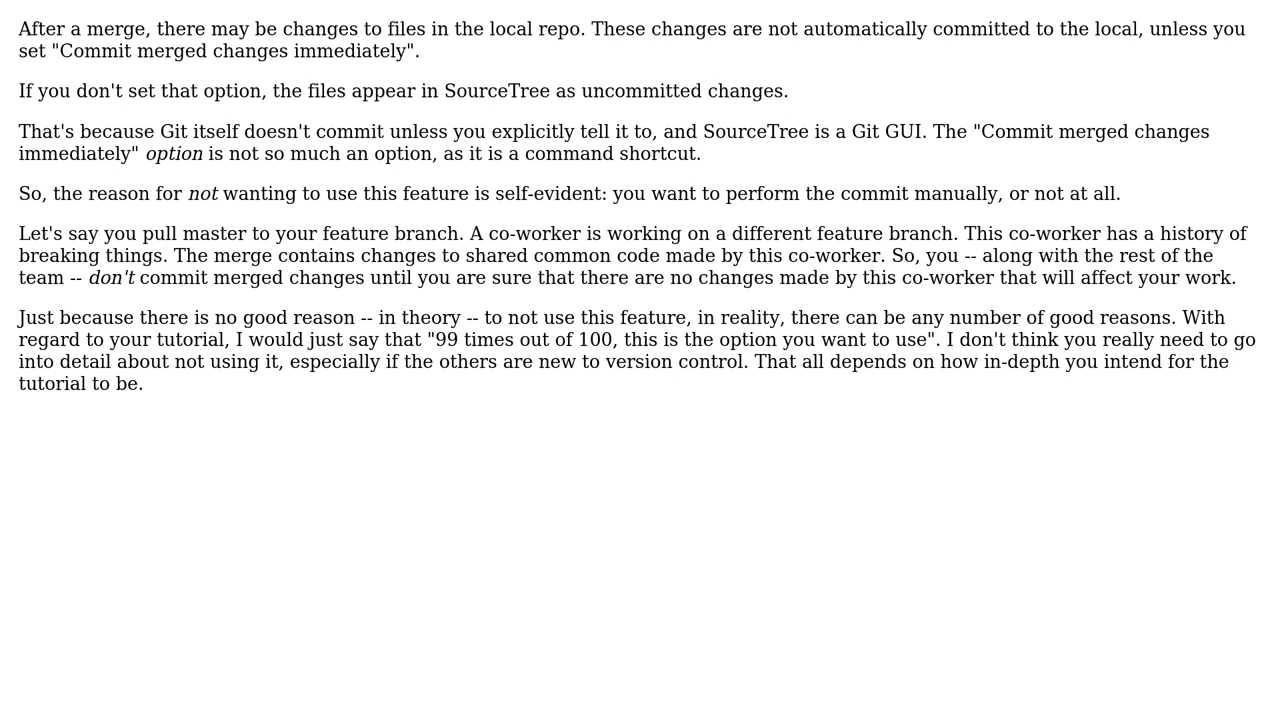 After a merge, there may be changes to files in the local repo. These changes are not automatically committed to the local, unless you
set "Commit merged changes immediately".
If you don't set that option, the files appear in SourceTree as uncommitted changes.
That's because Git itself doesn't commit unless you explicitly tell it to, and SourceTree is a Git GUI. The "Commit merged changes
immediately" option is not so much an option, as it is a command shortcut.
So, the reason for not wanting to use this feature is self-evident: you want to perform the commit manually, or not at all.
Let's say you pull master to your feature branch. A co-worker is working on a different feature branch. This co-worker has a history of
breaking things. The merge contains changes to shared common code made by this co-worker. So, you -- along with the rest of the
team -- don't commit merged changes until you are sure that there are no changes made by this co-worker that will affect your work.
Just because there is no good reason -- in theory -- to not use this feature, in reality, there can be any number of good reasons. With
regard to your tutorial, I would just say that "99 times out of 100, this is the option you want to use". I don't think you really need to go
into detail about not using it, especially if the others are new to version control. That all depends on how in-depth you intend for the
tutorial to be.